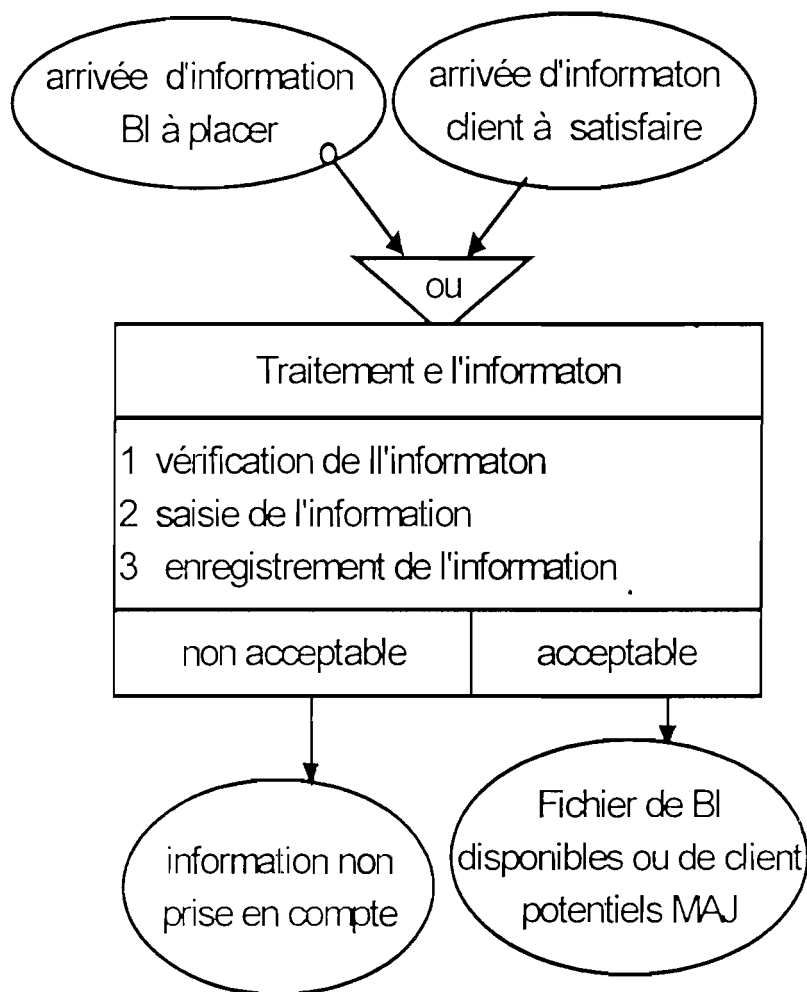 arrivée d'information
BI à placer
arrivée d'informaton
client à satisfaire
ou
Traitement e l'informaton
1 vérification de ll'informaton
2 saisie de l'information
3 enregistrement de l'information
non acceptable
acceptable
information non
prise en compte
Fichier de BI
disponibles ou de client
potentiels MAJ